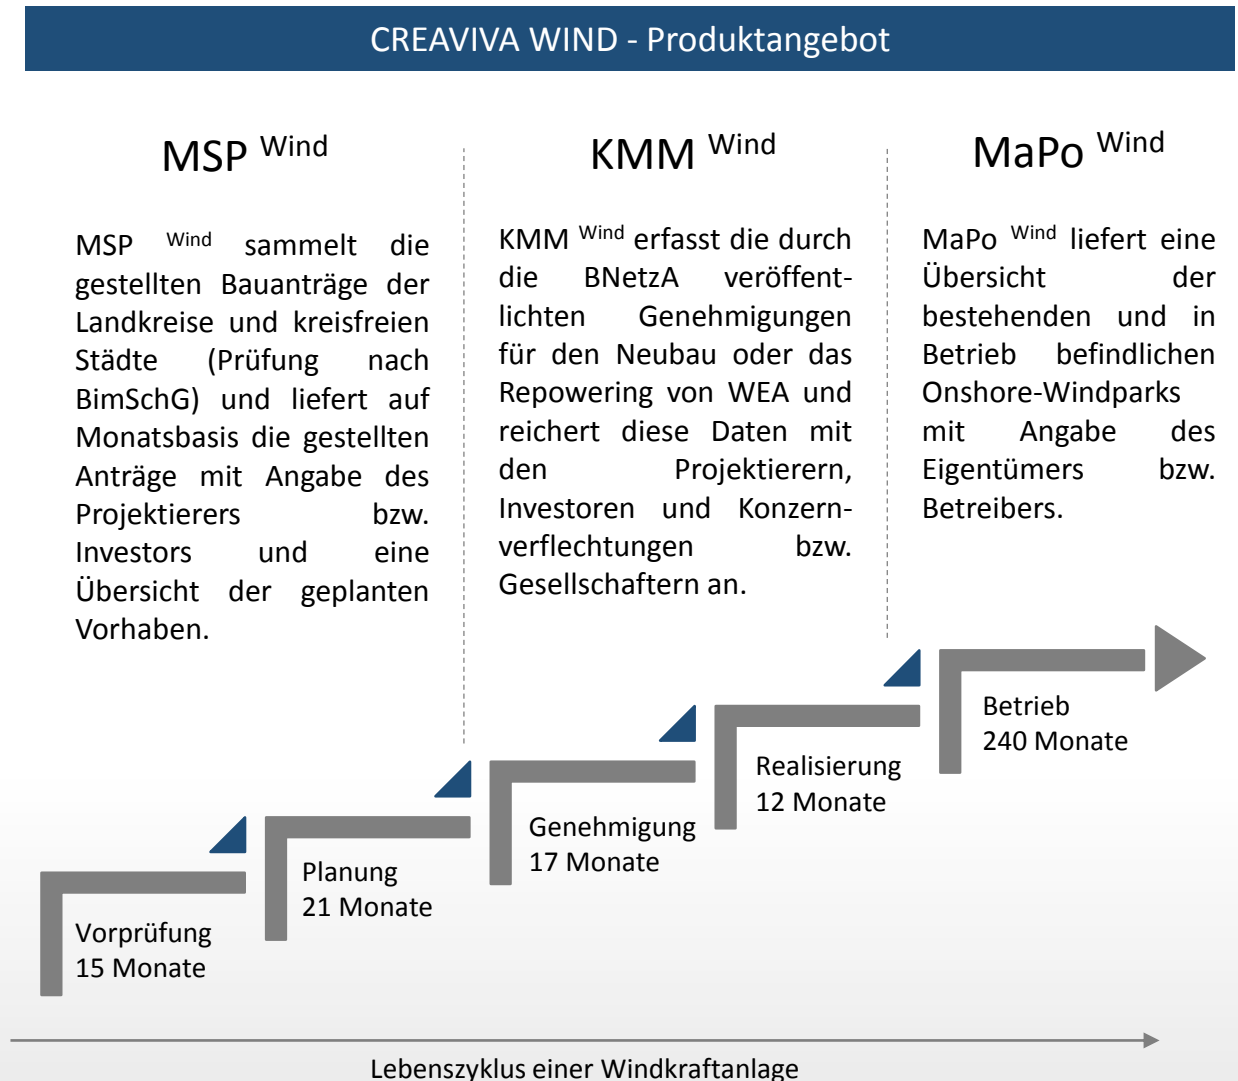 CREAVIVA WIND - Produktangebot
MSP Wind
MSP Wind sammelt die
gestellten Bauanträge der
Landkreise und kreisfreien
Städte (Prüfung nach
BimSchG) und liefert auf
Monatsbasis die gestellten
Anträge mit Angabe des
Projektierers bzw.
Investors und eine
Übersicht der geplanten
Vorhaben.
KMM Wind
KMM Wind erfasst die durch
die BNetzA veröffent-
lichten Genehmigungen
für den Neubau oder das
Repowering von WEA und
reichert diese Daten mit
den Projektierern,
Investoren und Konzern-
verflechtungen bzw.
Gesellschaftern an.
MaPo Wind
MaPo Wind liefert eine
Übersicht der
bestehenden und in
Betrieb befindlichen
Onshore-Windparks
mit Angabe des
Eigentümers bzw.
Betreibers.
Vorprüfung
15 Monate
Planung
21 Monate
Genehmigung
17 Monate
Realisierung
12 Monate
Betrieb
240 Monate
Lebenszyklus einer Windkraftanlage